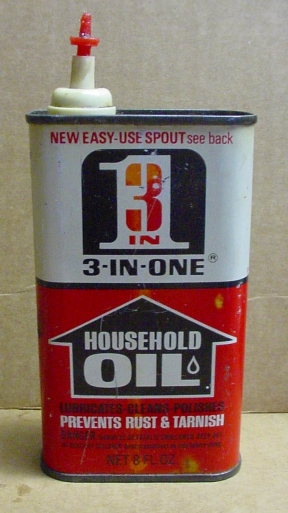 NEW EASY-USE SPOUT see back
3
IN
1
3-IN-ONE®
HOUSEHOLD
OIL
LUBRICATES CLEANS POLISHES
PREVENTS RUST & TARNISH
DANGER
NET 8 FL. OZ.